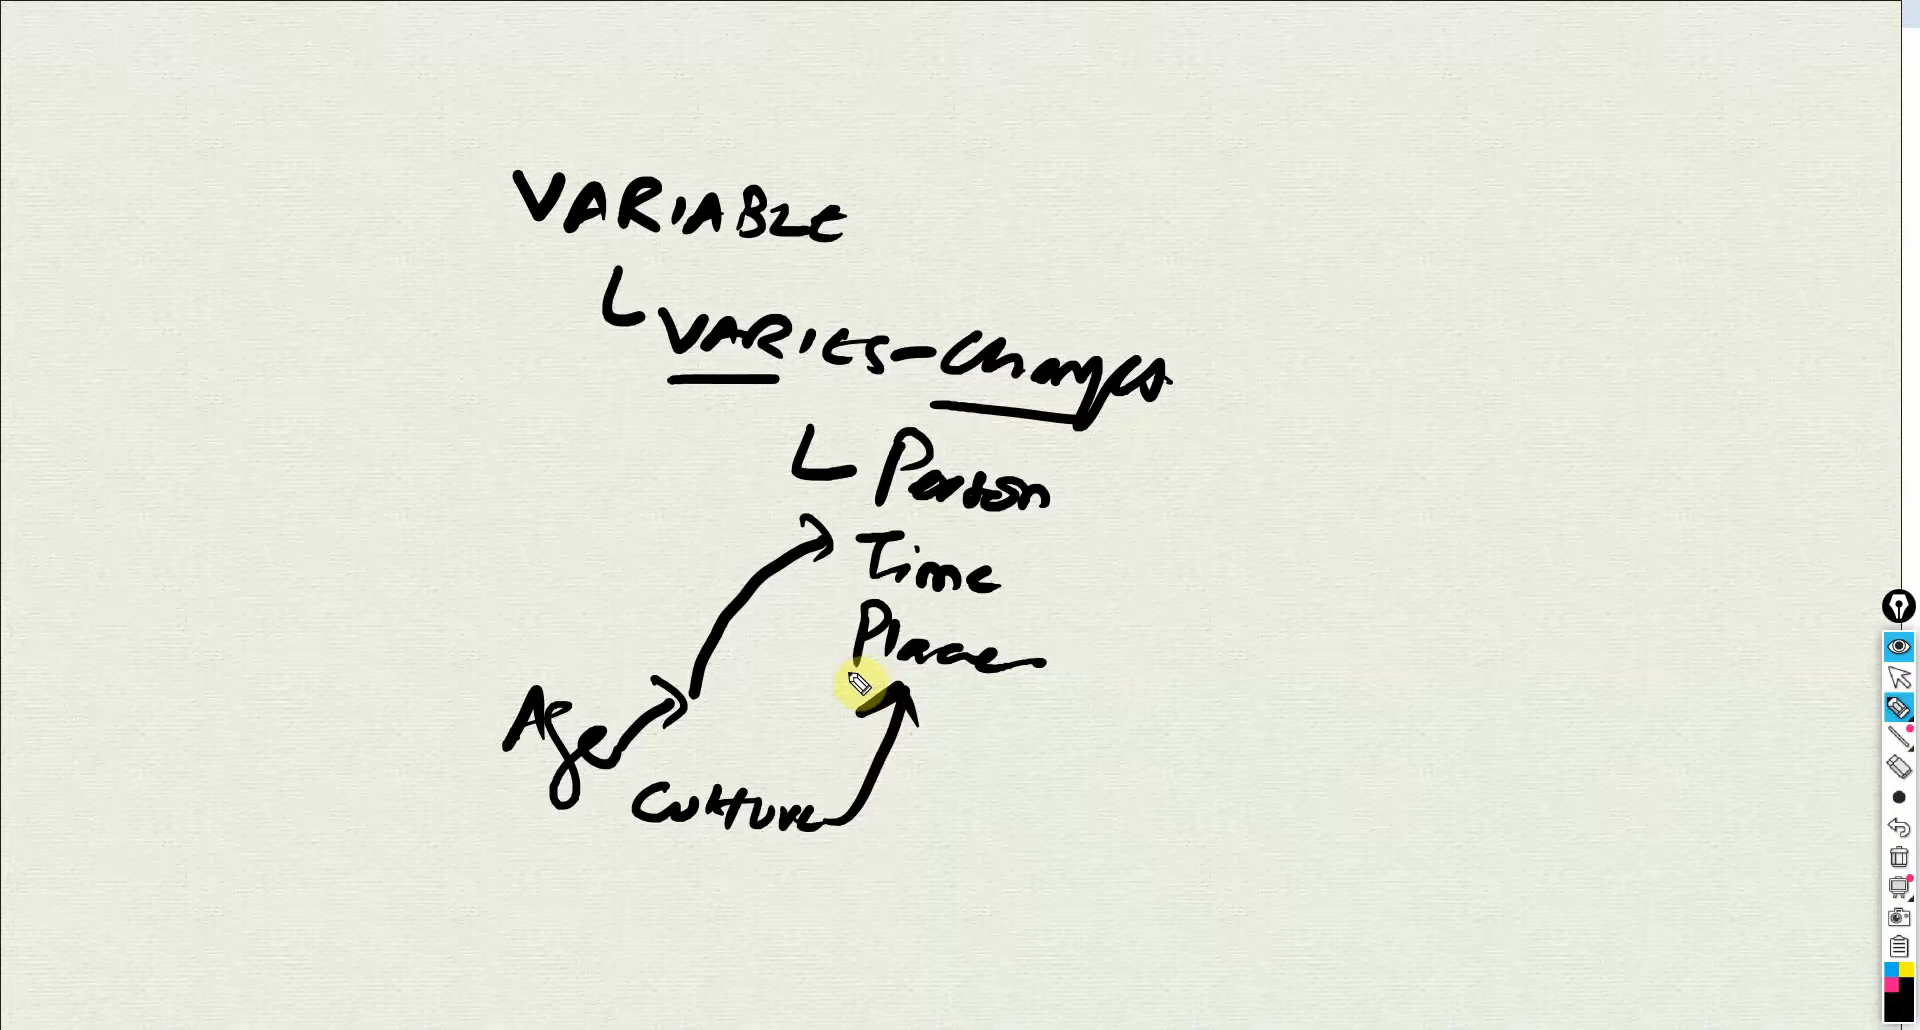 VARIABLE
VARIES - Changes
Person
Time
Place
Age
Culture